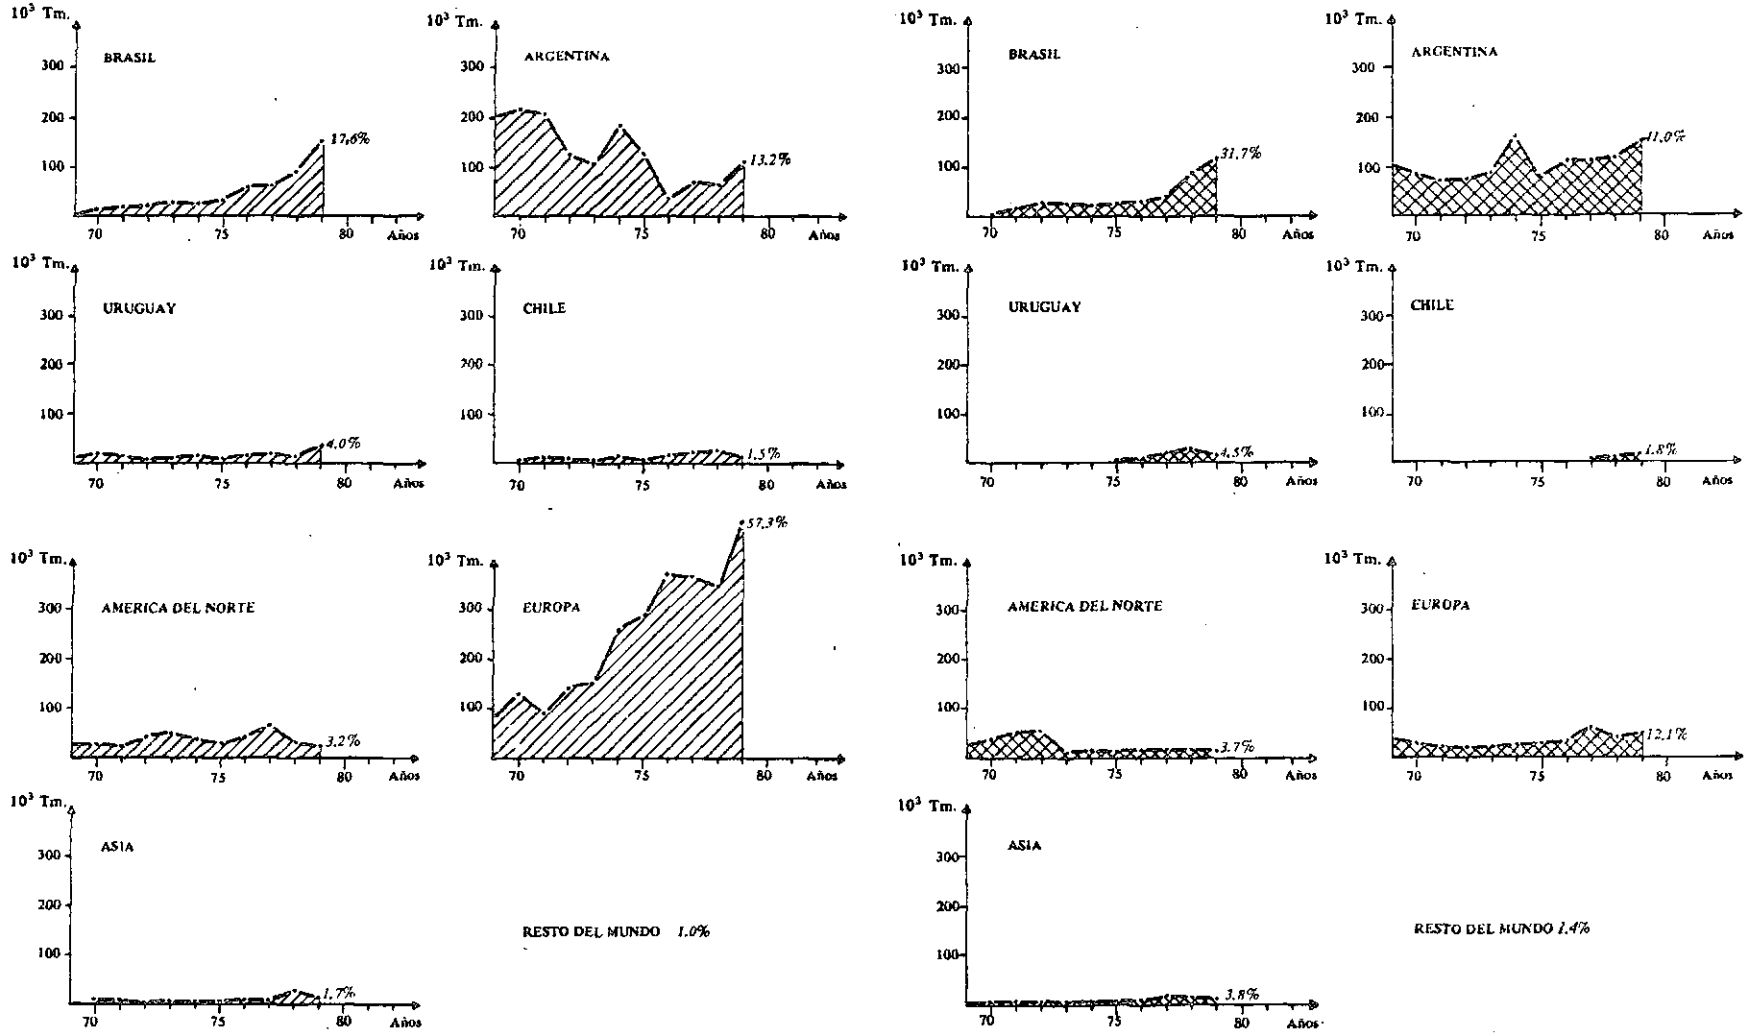 10³ Tm.
BRASIL
300
200
100
17,6%
70 75 80 Años
10³ Tm.
ARGENTINA
300
200
100
13.2%
70 75 80 Años
10³ Tm.
BRASIL
300
200
100
31,7%
70 75 80 Años
10³ Tm.
ARGENTINA
300
200
100
41,0%
70 75 80 Años
10³ Tm.
URUGUAY
300
200
100
4.0%
70 75 80 Años
10³ Tm.
CHILE
300
200
100
1.5%
70 75 80 Años
10³ Tm.
URUGUAY
300
200
100
4.5%
70 75 80 Años
10³ Tm.
CHILE
300
200
100
1.8%
70 75 80 Años
10³ Tm.
AMERICA DEL NORTE
300
200
100
3.2%
70 75 80 Años
10³ Tm.
EUROPA
300
200
100
57,3%
70 75 80 Años
10³ Tm.
AMERICA DEL NORTE
300
200
100
3.7%
70 75 80 Años
10³ Tm.
EUROPA
300
200
100
12,1%
70 75 80 Años
10³ Tm.
ASIA
300
200
100
1.7%
70 75 80 Años
RESTO DEL MUNDO 1.0%
10³ Tm.
ASIA
300
200
100
3.8%
70 75 80 Años
RESTO DEL MUNDO 1.4%